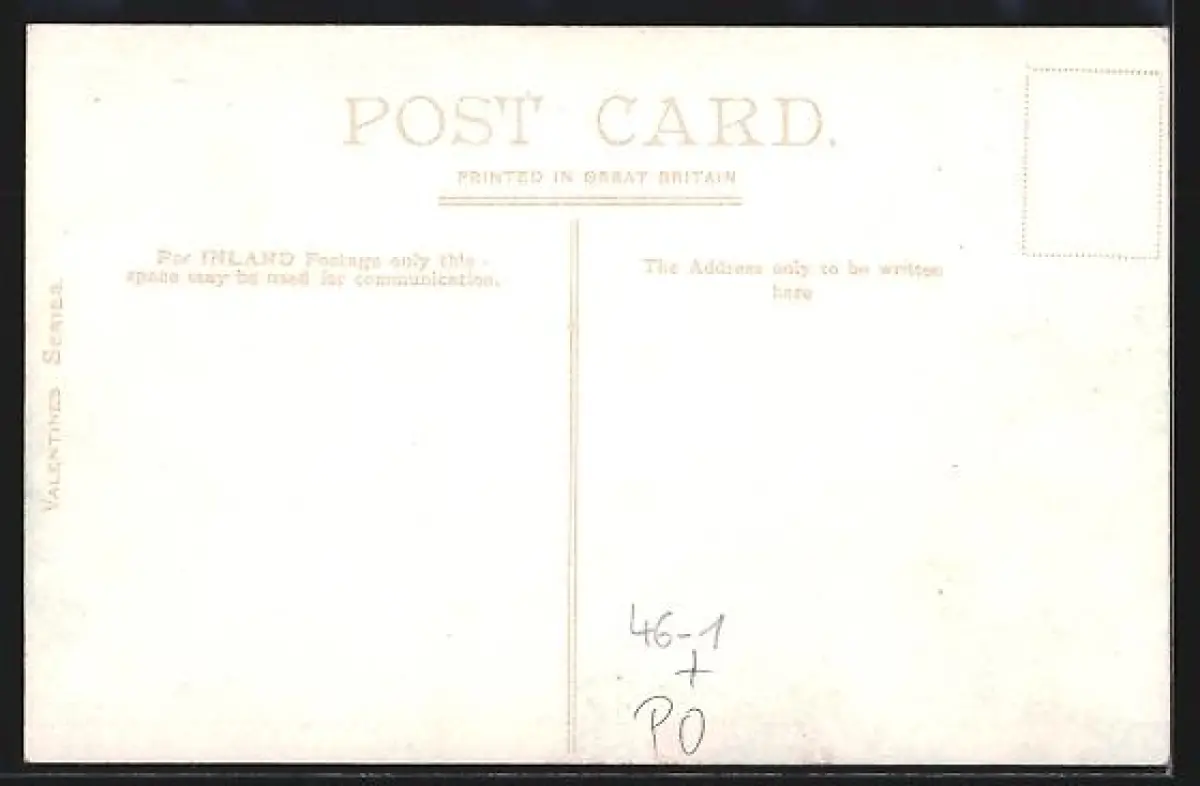 POST CARD.
PRINTED IN GREAT BRITAIN
For INLAND Postage only this
space may be used for communication.
The Address only to be written
here
VALENTINES SERIES
46-1
+
PO